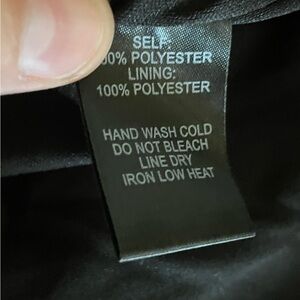 SELF:
00% POLYESTER
LINING:
100% POLYESTER
HAND WASH COLD
DO NOT BLEACH
LINE DRY
IRON LOW HEAT